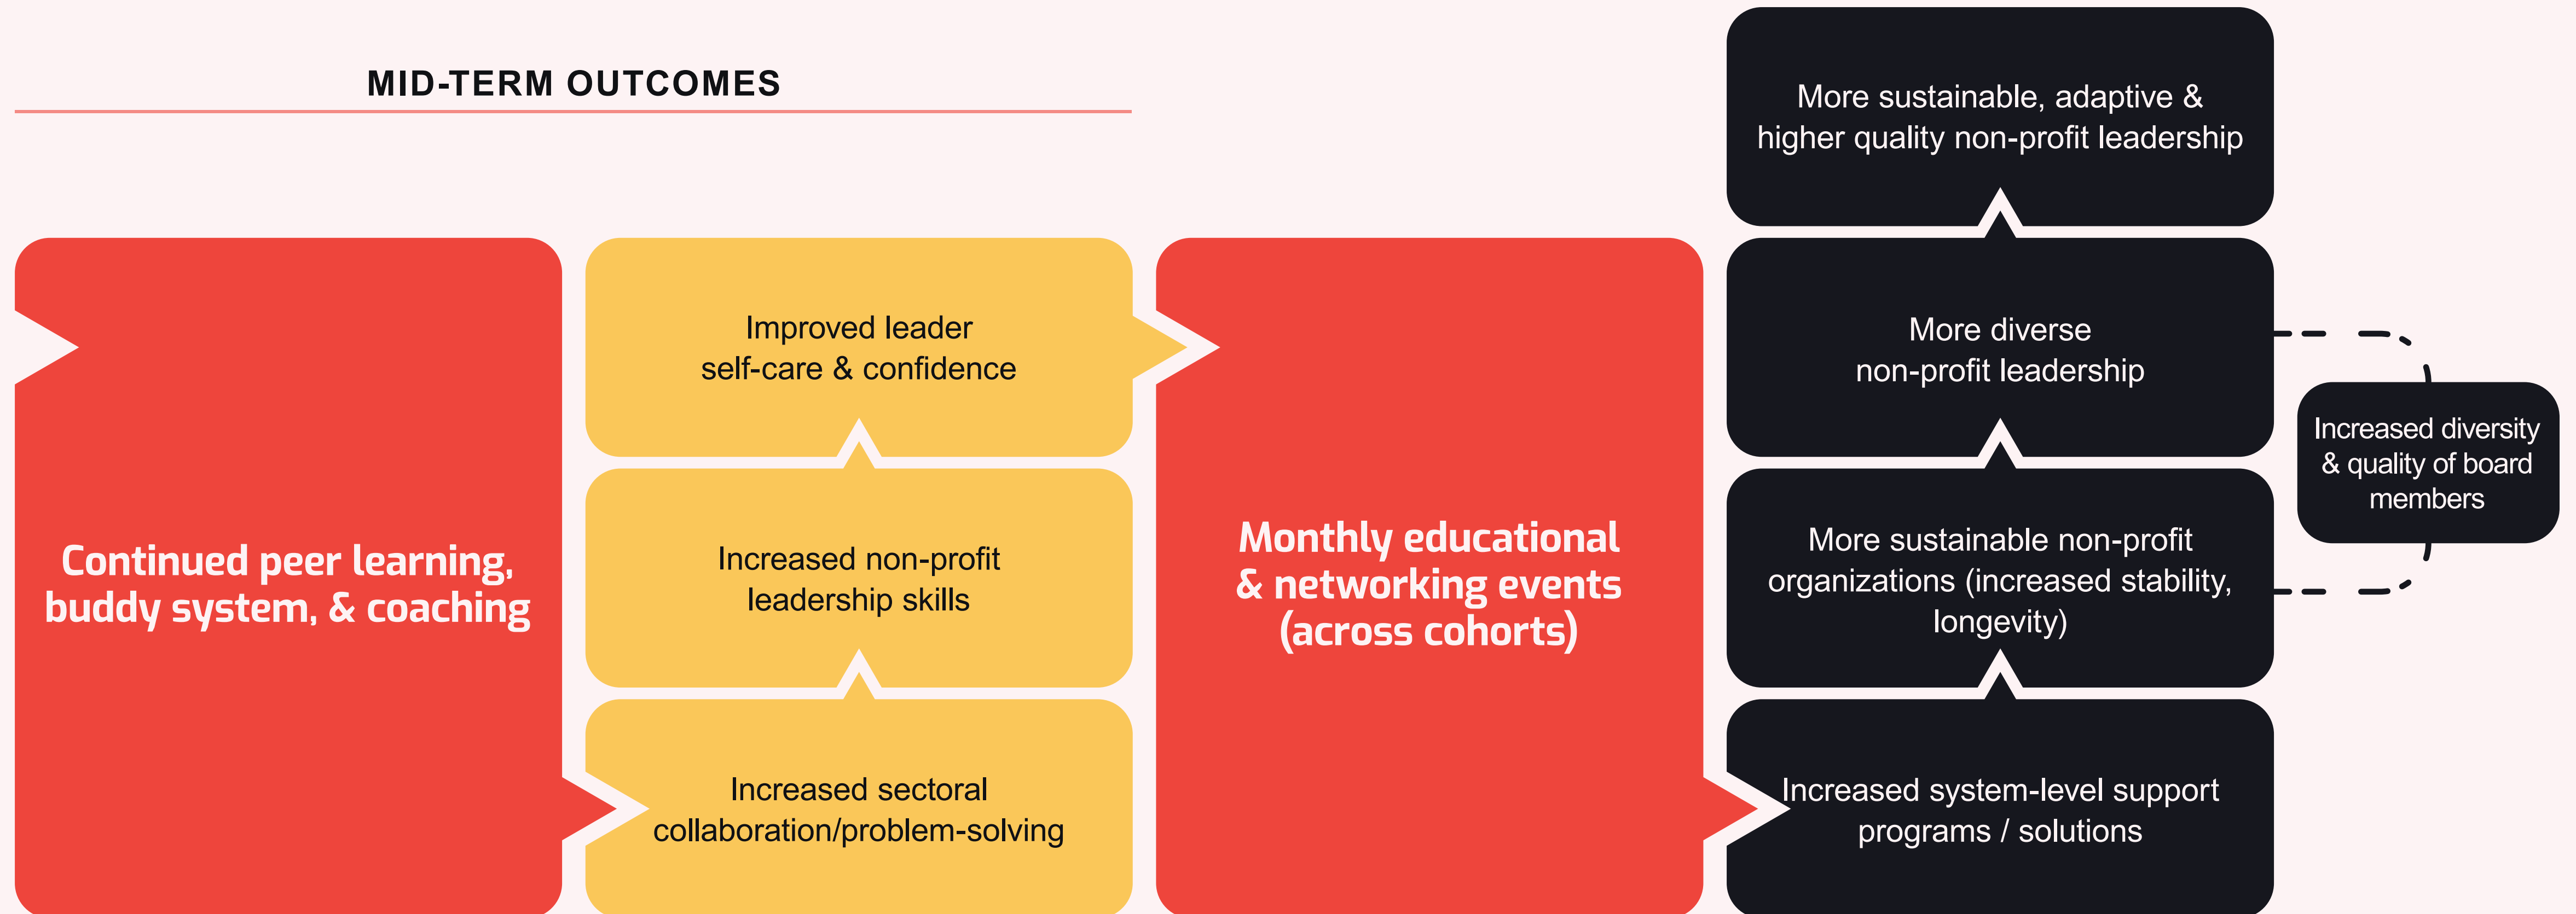 MID-TERM OUTCOMES
Continued peer learning,
buddy system, & coaching
Improved leader
self-care & confidence
Increased non-profit
leadership skills
Increased sectoral
collaboration/problem-solving
Monthly educational
& networking events
(across cohorts)
More sustainable, adaptive &
higher quality non-profit leadership
More diverse
non-profit leadership
More sustainable non-profit
organizations (increased stability,
longevity)
Increased system-level support
programs / solutions
Increased diversity
& quality of board
members